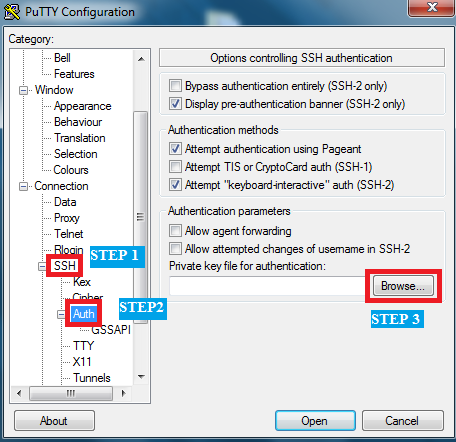 PuTTY Configuration
Category:
Bell
Features
Window
Appearance
Behaviour
Translation
Selection
Colours
Connection
Data
Proxy
Telnet
Rlogin
SSH
STEP 1
Kex
Cipher
Auth
STEP2
GSSAPI
TTY
X11
Tunnels
Options controlling SSH authentication
Bypass authentication entirely (SSH-2 only)
Display pre-authentication banner (SSH-2 only)
Authentication methods
Attempt authentication using Pageant
Attempt TIS or CryptoCard auth (SSH-1)
Attempt "keyboard-interactive" auth (SSH-2)
Authentication parameters
Allow agent forwarding
Allow attempted changes of username in SSH-2
Private key file for authentication:
Browse...
STEP 3
About
Open
Cancel